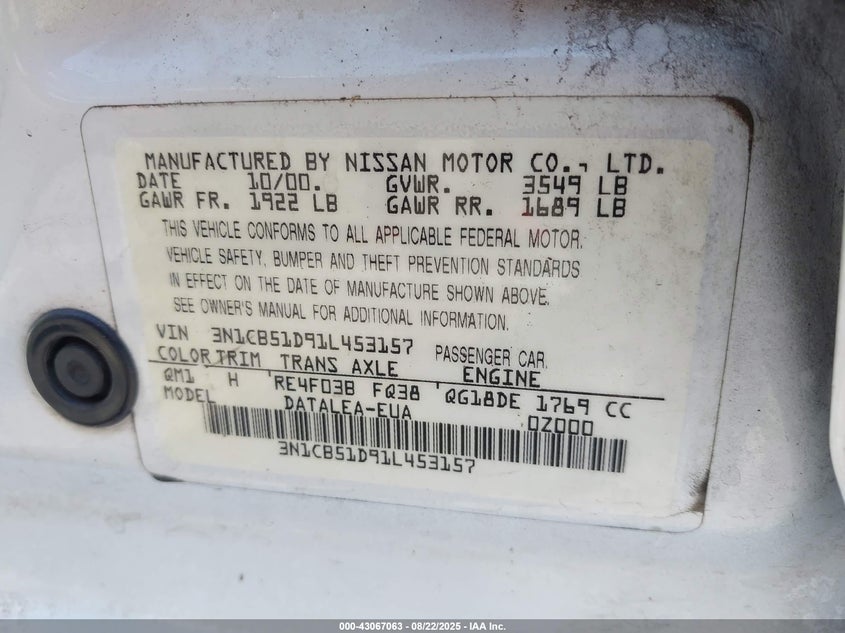 MANUFACTURED BY NISSAN MOTOR CO., LTD.
DATE 10/00. GVWR. 3549 LB
GAWR FR. 1922 LB GAWR RR. 1689 LB
THIS VEHICLE CONFORMS TO ALL APPLICABLE FEDERAL MOTOR.
VEHICLE SAFETY, BUMPER AND THEFT PREVENTION STANDARDS
IN EFFECT ON THE DATE OF MANUFACTURE SHOWN ABOVE.
SEE OWNER'S MANUAL FOR ADDITIONAL INFORMATION.
VIN 3N1CB51D91L453157 PASSENGER CAR.
COLOR TRIM TRANS AXLE ENGINE
QM1 H RE4F03B FQ38 QG18DE 1769 CC
MODEL DATALEA-EUA 0Z000
3N1CB51D91L453157
000-43067063 - 08/22/2025 - IAA Inc.